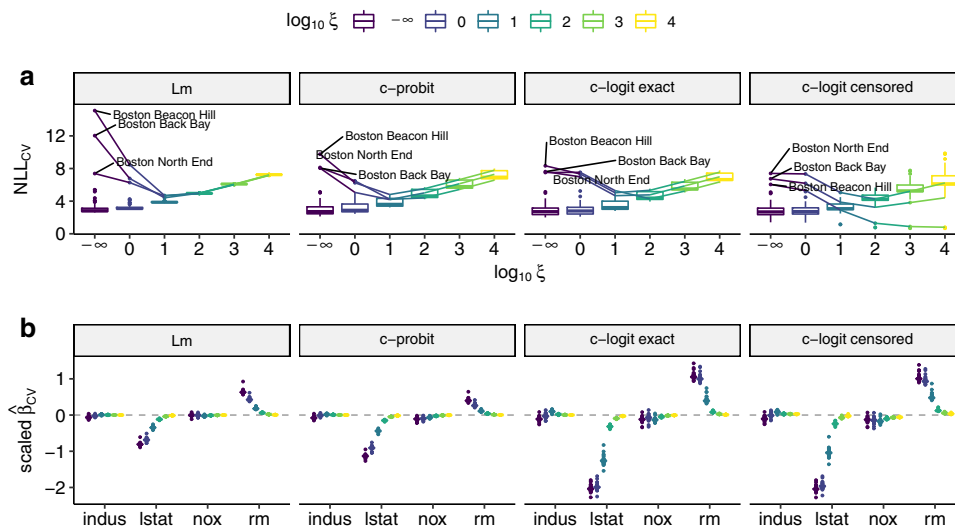 log10 ξ −∞ 0 1 2 3 4
a
Lm c−probit c−logit exact c−logit censored
NLLCV
12
8
4
0
Boston Beacon Hill
Boston Back Bay
Boston North End
Boston Beacon Hill
Boston North End
Boston Back Bay
Boston Beacon Hill
Boston Back Bay
Boston North End
Boston North End
Boston Back Bay
Boston Beacon Hill
−∞ 0 1 2 3 4 −∞ 0 1 2 3 4 −∞ 0 1 2 3 4 −∞ 0 1 2 3 4
log10 ξ
b
Lm c−probit c−logit exact c−logit censored
scaled β̂CV
1
0
−1
−2
indus lstat nox rm indus lstat nox rm indus lstat nox rm indus lstat nox rm